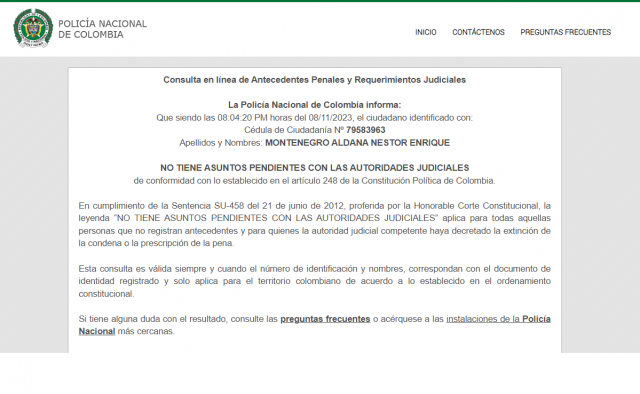 POLICÍA NACIONAL
DE COLOMBIA
INICIO CONTÁCTENOS PREGUNTAS FRECUENTES
Consulta en línea de Antecedentes Penales y Requerimientos Judiciales
La Policía Nacional de Colombia informa:
Que siendo las 08:04:20 PM horas del 08/11/2023, el ciudadano identificado con:
Cédula de Ciudadanía Nº 79583963
Apellidos y Nombres: MONTENEGRO ALDANA NESTOR ENRIQUE
NO TIENE ASUNTOS PENDIENTES CON LAS AUTORIDADES JUDICIALES
de conformidad con lo establecido en el artículo 248 de la Constitución Política de Colombia.
En cumplimiento de la Sentencia SU-458 del 21 de junio de 2012, proferida por la Honorable Corte Constitucional, la
leyenda "NO TIENE ASUNTOS PENDIENTES CON LAS AUTORIDADES JUDICIALES" aplica para todas aquellas
personas que no registran antecedentes y para quienes la autoridad judicial competente haya decretado la extinción de
la condena o la prescripción de la pena.
Esta consulta es válida siempre y cuando el número de identificación y nombres, correspondan con el documento de
identidad registrado y solo aplica para el territorio colombiano de acuerdo a lo establecido en el ordenamiento
constitucional.
Si tiene alguna duda con el resultado, consulte las preguntas frecuentes o acérquese a las instalaciones de la Policía
Nacional más cercanas.